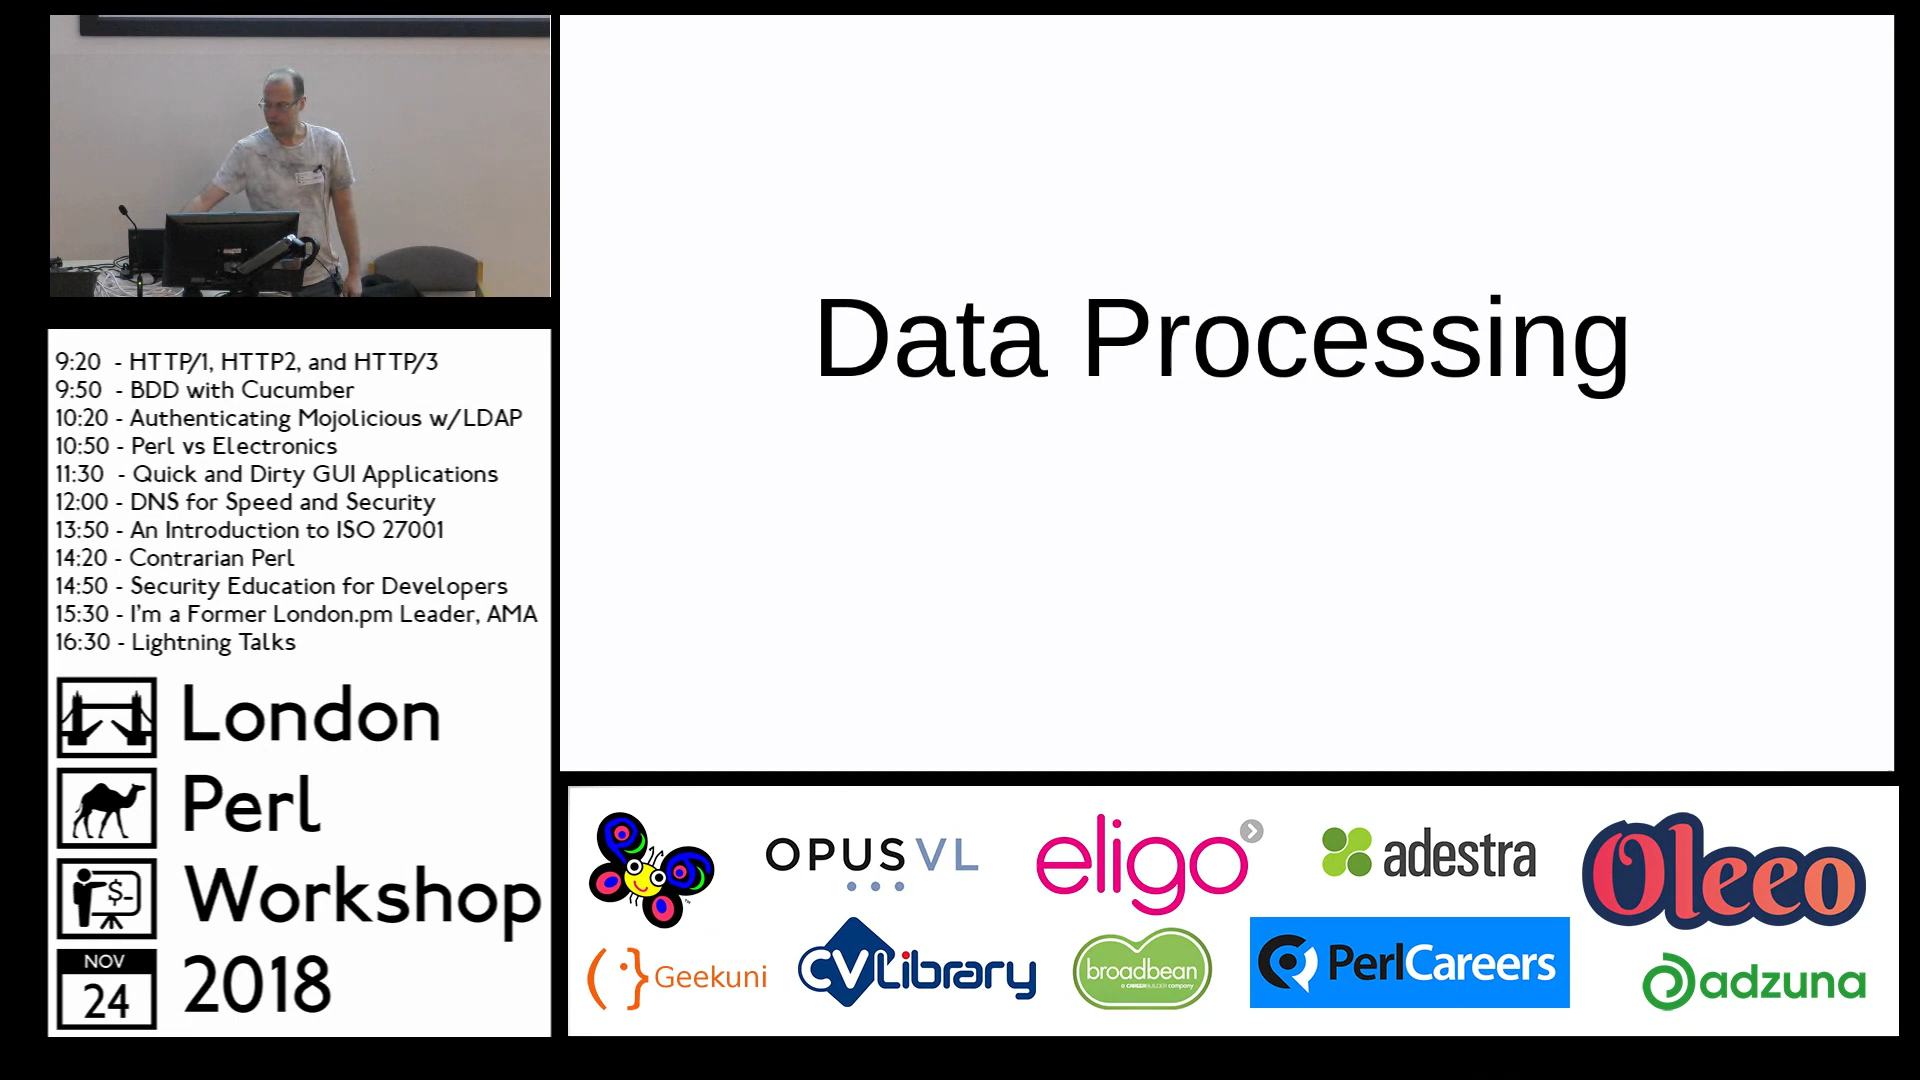 Data Processing
9:20 - HTTP/1, HTTP2, and HTTP/3
9:50 - BDD with Cucumber
10:20 - Authenticating Mojolicious w/LDAP
10:50 - Perl vs Electronics
11:30 - Quick and Dirty GUI Applications
12:00 - DNS for Speed and Security
13:50 - An Introduction to ISO 27001
14:20 - Contrarian Perl
14:50 - Security Education for Developers
15:30 - I'm a Former London.pm Leader, AMA
16:30 - Lightning Talks
London
Perl
$-
Workshop
NOV
24
2018
OPUS VL
eligo
adestra
Oleeo
Geekuni
CVLibrary
broadbean
a CAREERBUILDER company
PerlCareers
adzuna